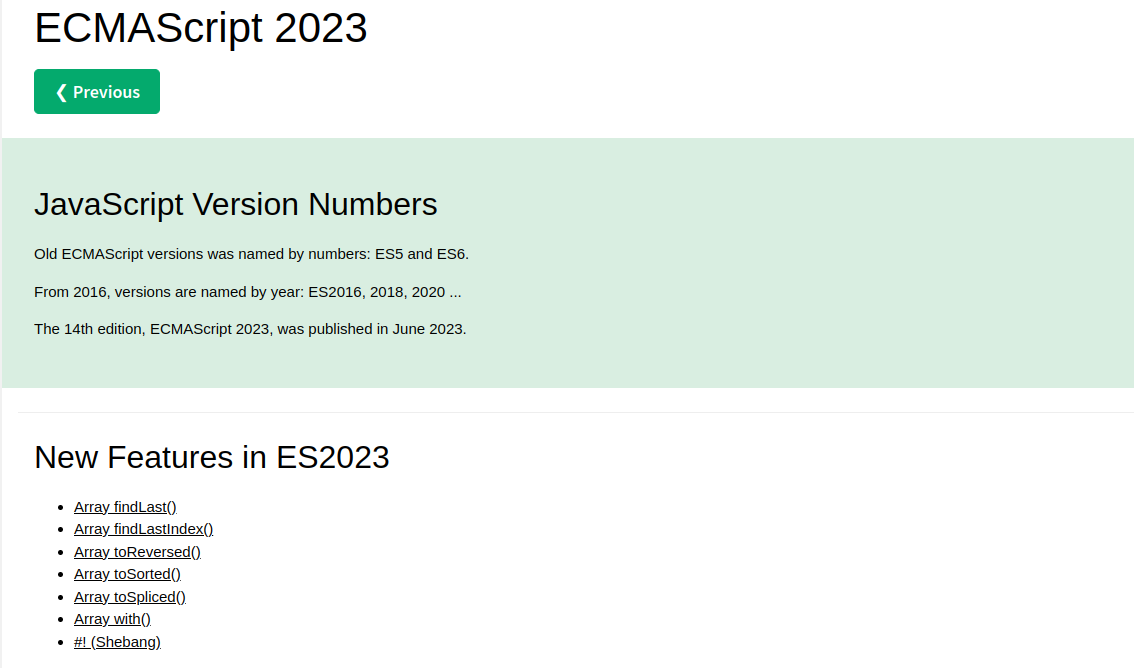 ECMAScript 2023
❮ Previous
JavaScript Version Numbers
Old ECMAScript versions was named by numbers: ES5 and ES6.
From 2016, versions are named by year: ES2016, 2018, 2020 ...
The 14th edition, ECMAScript 2023, was published in June 2023.
New Features in ES2023
Array findLast()
Array findLastIndex()
Array toReversed()
Array toSorted()
Array toSpliced()
Array with()
#! (Shebang)